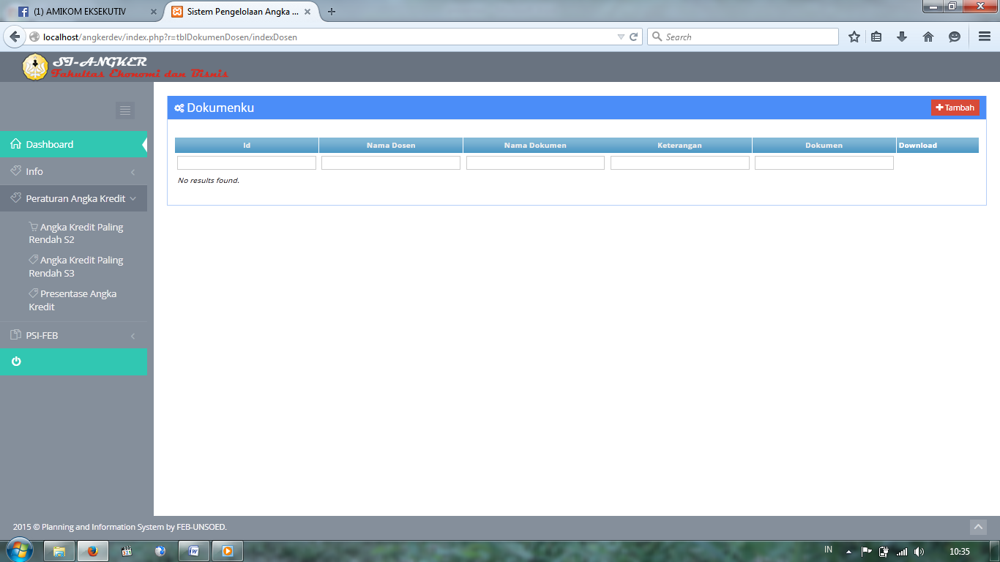 (1) AMIKOM EKSEKUTIV
Sistem Pengelolaan Angka ...
localhost/angkerdev/index.php?r=tblDokumenDosen/indexDosen
Search
SI-ANGKER
Fakultas Ekonomi dan Bisnis
Dokumenku
Tambah
Id Nama Dosen Nama Dokumen Keterangan Dokumen Download
No results found.
Dashboard
Info
Peraturan Angka Kredit
Angka Kredit Paling
Rendah S2
Angka Kredit Paling
Rendah S3
Presentase Angka
Kredit
PSI-FEB
2015 © Planning and Information System by FEB-UNSOED.
IN
10:35